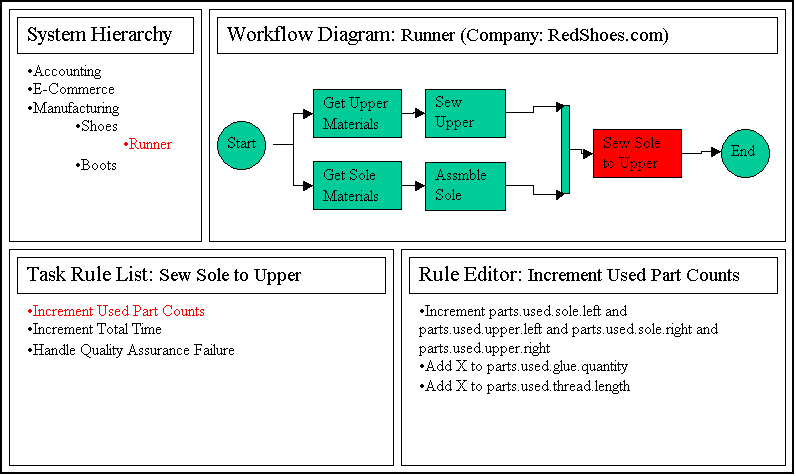 System Hierarchy
•Accounting
•E-Commerce
•Manufacturing
•Shoes
•Runner
•Boots
Workflow Diagram: Runner (Company: RedShoes.com)
Start
Get Upper
Materials
Sew
Upper
Get Sole
Materials
Assmble
Sole
Sew Sole
to Upper
End
Task Rule List: Sew Sole to Upper
•Increment Used Part Counts
•Increment Total Time
•Handle Quality Assurance Failure
Rule Editor: Increment Used Part Counts
•Increment parts.used.sole.left and
parts.used.upper.left and parts.used.sole.right and
parts.used.upper.right
•Add X to parts.used.glue.quantity
•Add X to parts.used.thread.length